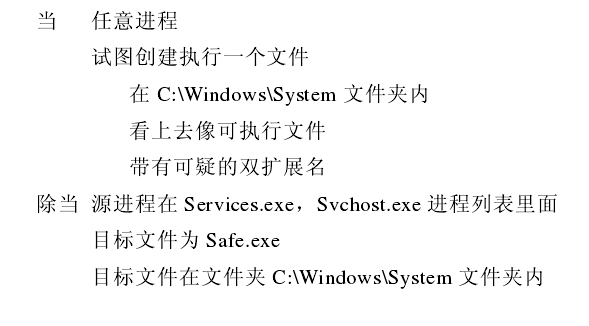 当 任意进程
试图创建执行一个文件
在 C:\Windows\System 文件夹内
看上去像可执行文件
带有可疑的双扩展名
除当 源进程在 Services.exe，Svchost.exe 进程列表里面
目标文件为 Safe.exe
目标文件在文件夹 C:\Windows\System 文件夹内